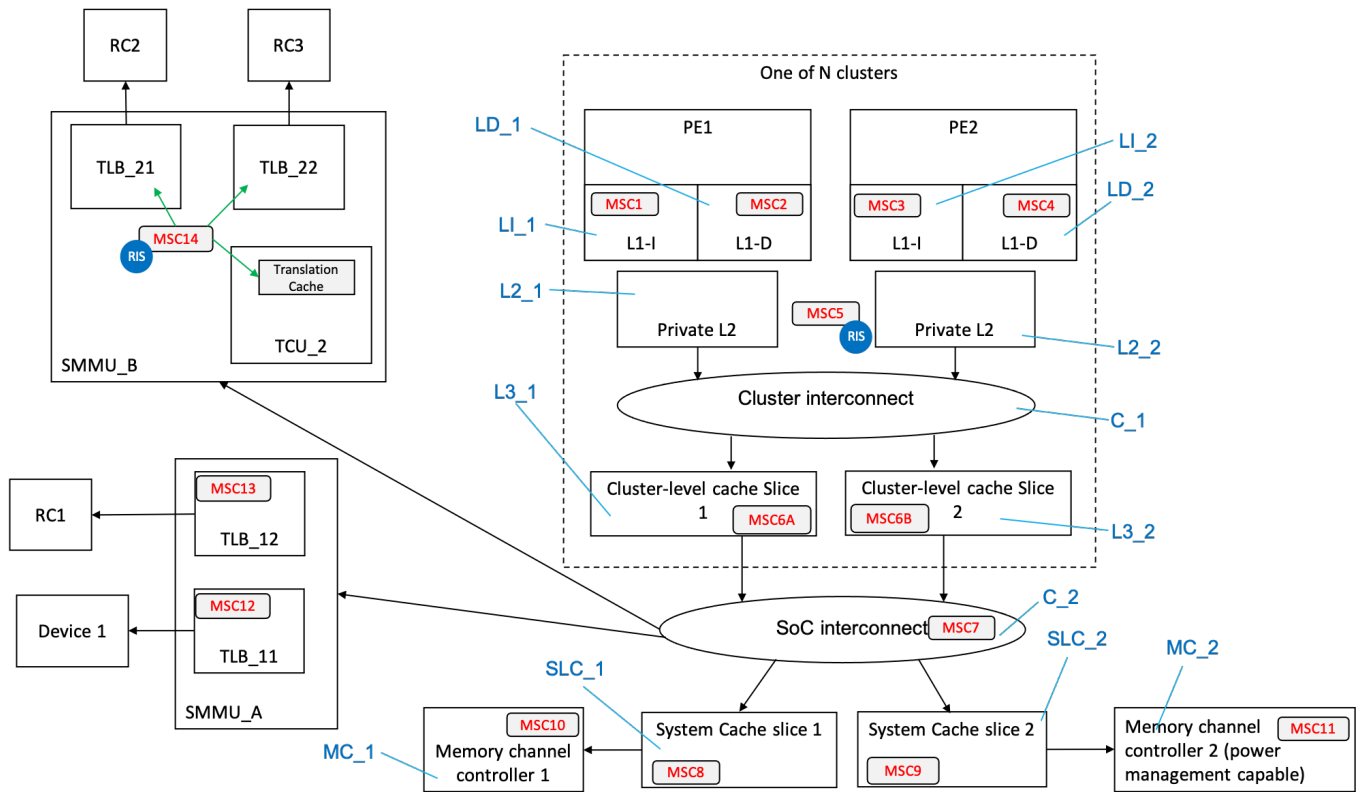 RC2
RC3
TLB_21
TLB_22
MSC14
RIS
Translation
Cache
TCU_2
SMMU_B
One of N clusters
PE1
PE2
LD_1
LI_2
MSC1
MSC2
MSC3
MSC4
LD_2
LI_1
L1-I
L1-D
L1-I
L1-D
L2_1
MSC5
RIS
Private L2
Private L2
L2_2
L3_1
Cluster interconnect
C_1
Cluster-level cache Slice
1
MSC6A
Cluster-level cache Slice
2
MSC6B
L3_2
RC1
MSC13
TLB_12
Device 1
MSC12
TLB_11
SMMU_A
SoC interconnect
MSC7
C_2
SLC_1
SLC_2
MC_2
MSC10
Memory channel
controller 1
MC_1
System Cache slice 1
MSC8
System Cache slice 2
MSC9
Memory channel
controller 2 (power
management capable)
MSC11